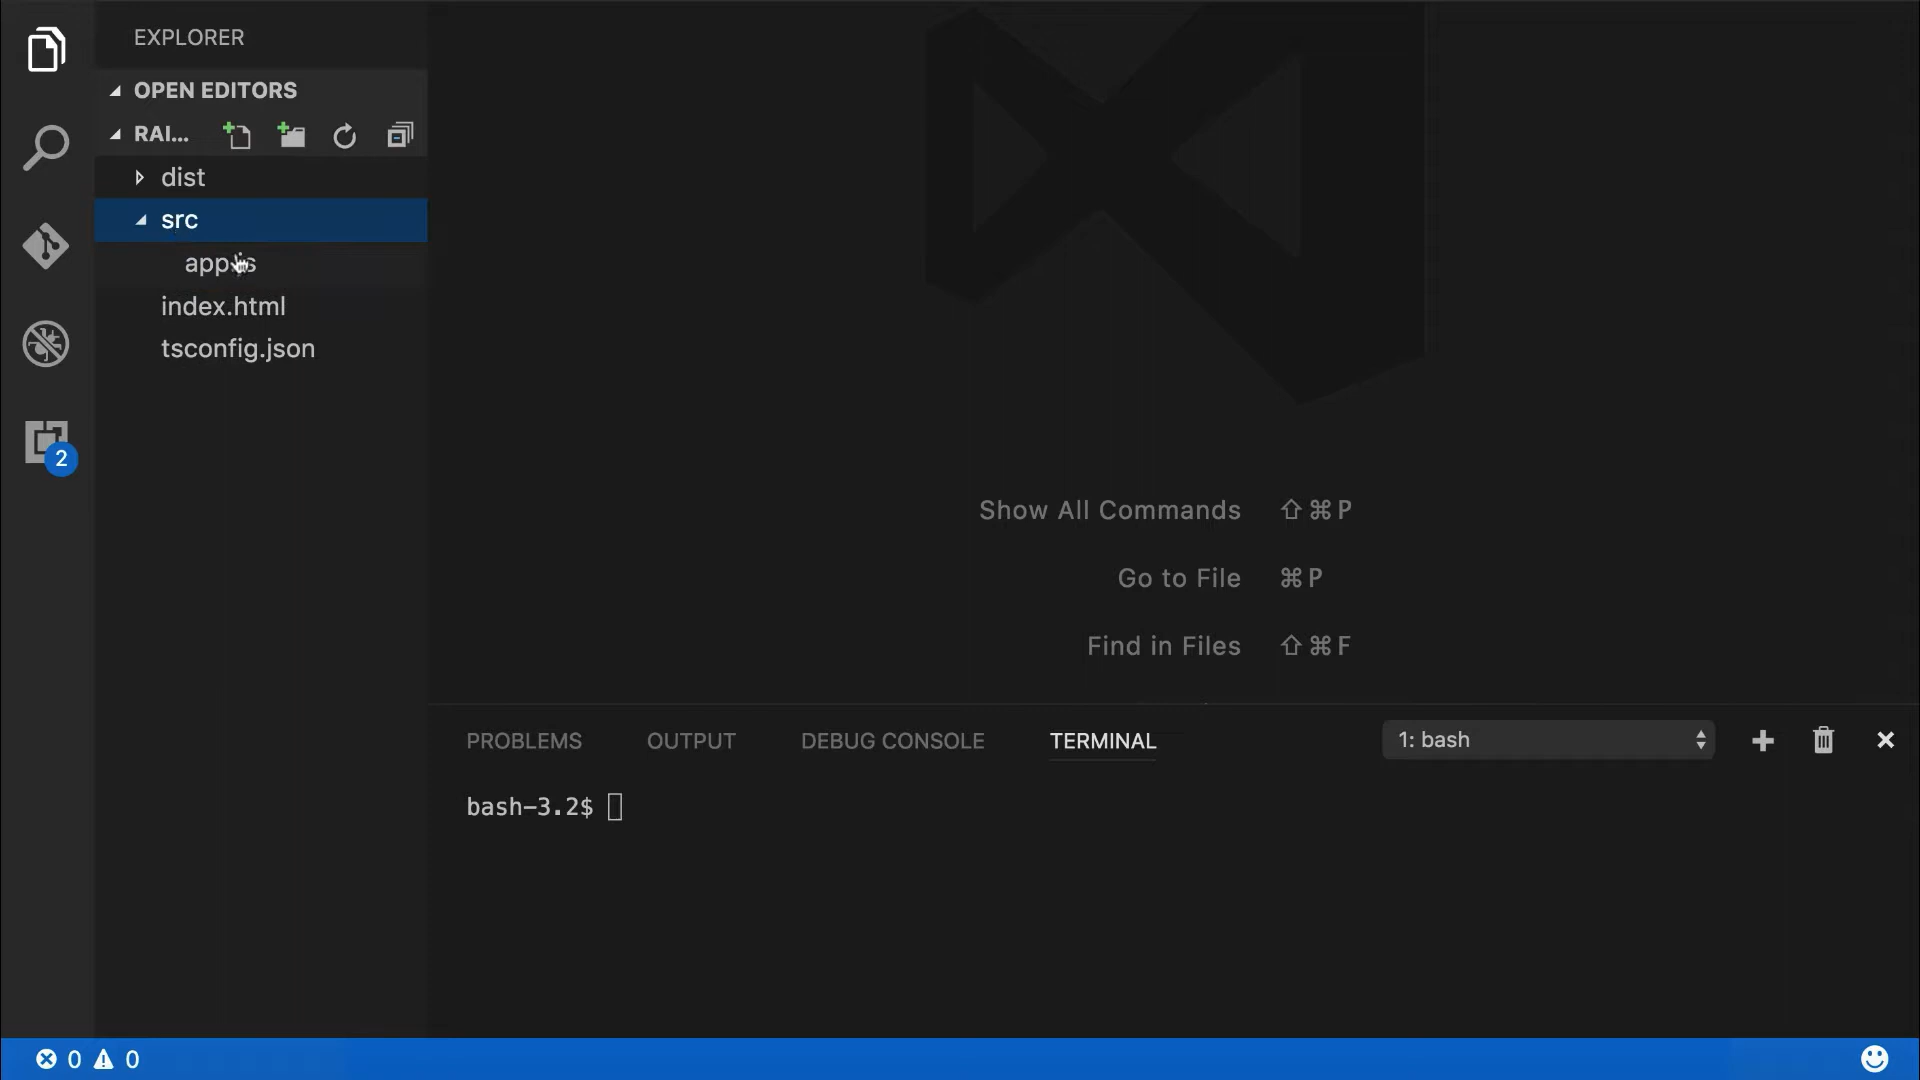 EXPLORER
OPEN EDITORS
RAI...
dist
src
index.html
tsconfig.json
Show All Commands ⇧⌘P
Go to File ⌘P
Find in Files ⇧⌘F
PROBLEMS OUTPUT DEBUG CONSOLE TERMINAL 1: bash
bash-3.2$
2
0 0